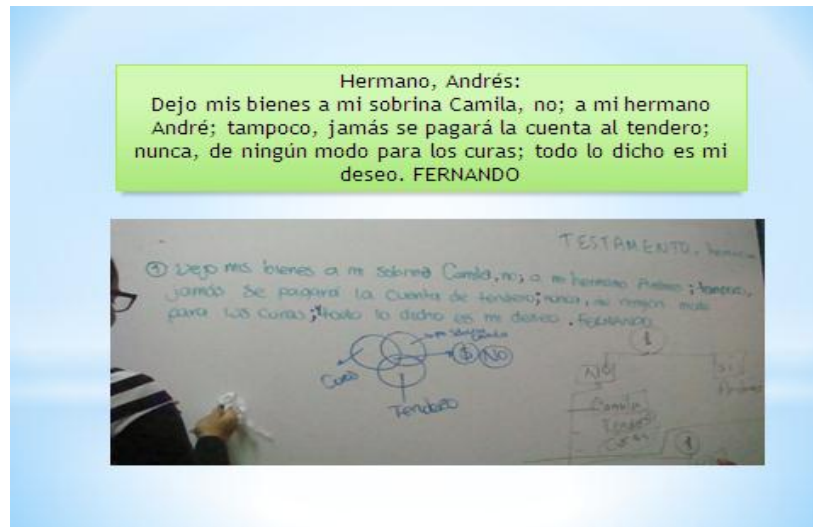 Hermano, Andrés:
Dejo mis bienes a mi sobrina Camila, no; a mi hermano
André; tampoco, jamás se pagará la cuenta al tendero;
nunca, de ningún modo para los curas; todo lo dicho es mi
deseo. FERNANDO
TESTAMENTO.
① Dejo mis bienes a mi sobrina Camila, no; a mi hermano ; tampoco,
jamás se pagará la cuenta de tendero; nunca, ningún modo
para los curas; todo lo dicho es mi deseo. FERNANDO
$ NO
Curas
Tendero
1
NO
Si
Camila
Tendero
Curas
1